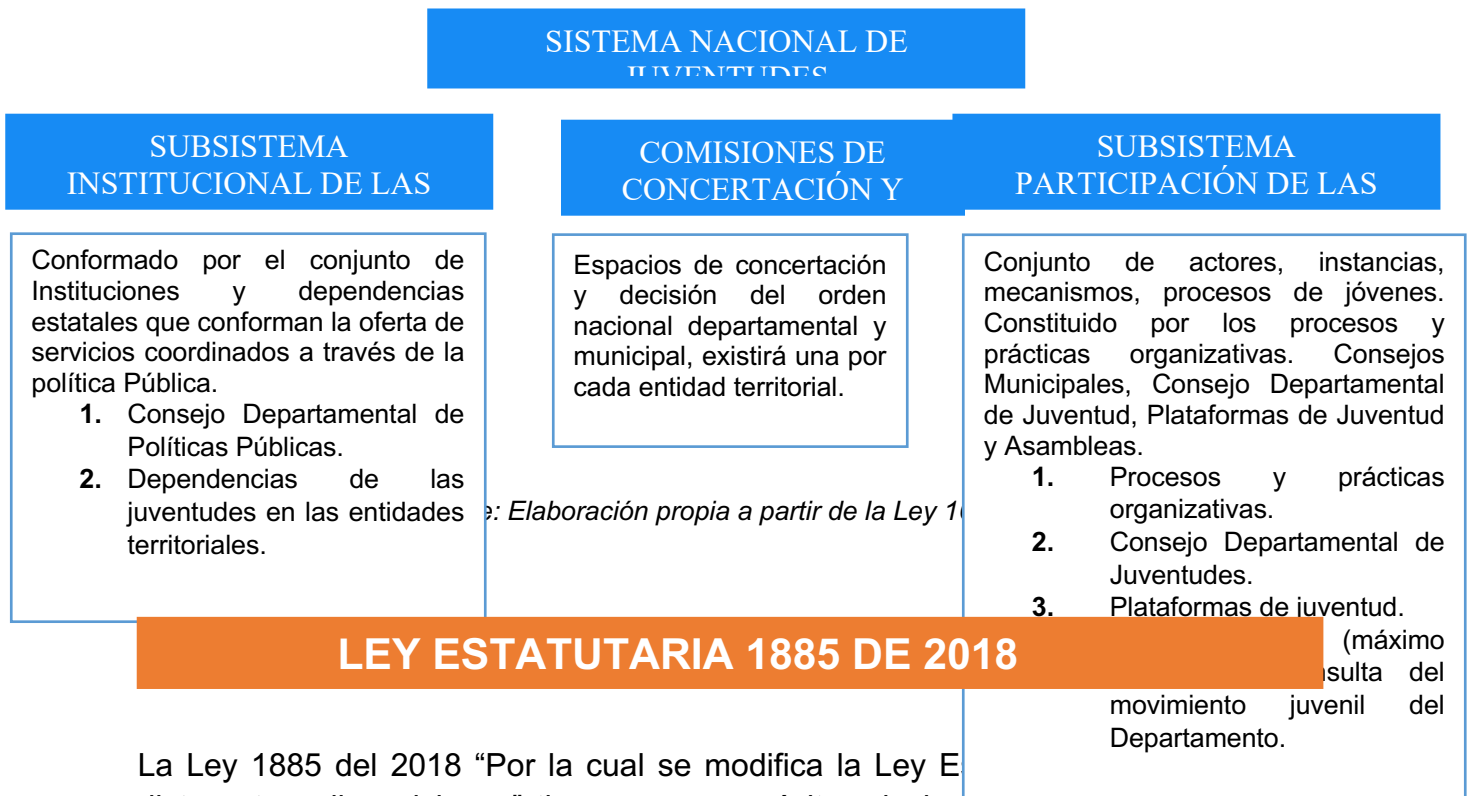 SISTEMA NACIONAL DE
JUVENTUDES
SUBSISTEMA
INSTITUCIONAL DE LAS
COMISIONES DE
CONCERTACIÓN Y
SUBSISTEMA
PARTICIPACIÓN DE LAS
Conformado por el conjunto de
Instituciones y dependencias
estatales que conforman la oferta de
servicios coordinados a través de la
política Pública.
1. Consejo Departamental de
Políticas Públicas.
2. Dependencias de las
juventudes en las entidades
territoriales.
Espacios de concertación
y decisión del orden
nacional departamental y
municipal, existirá una por
cada entidad territorial.
Conjunto de actores, instancias,
mecanismos, procesos de jóvenes.
Constituido por los procesos y
prácticas organizativas. Consejos
Municipales, Consejo Departamental
de Juventud, Plataformas de Juventud
y Asambleas.
1. Procesos y prácticas
organizativas.
2. Consejo Departamental de
Juventudes.
3. Plataformas de juventud.
(máximo
del
movimiento juvenil del
Departamento.
: Elaboración propia a partir de la Ley
LEY ESTATUTARIA 1885 DE 2018
La Ley 1885 del 2018 “Por la cual se modifica la Ley